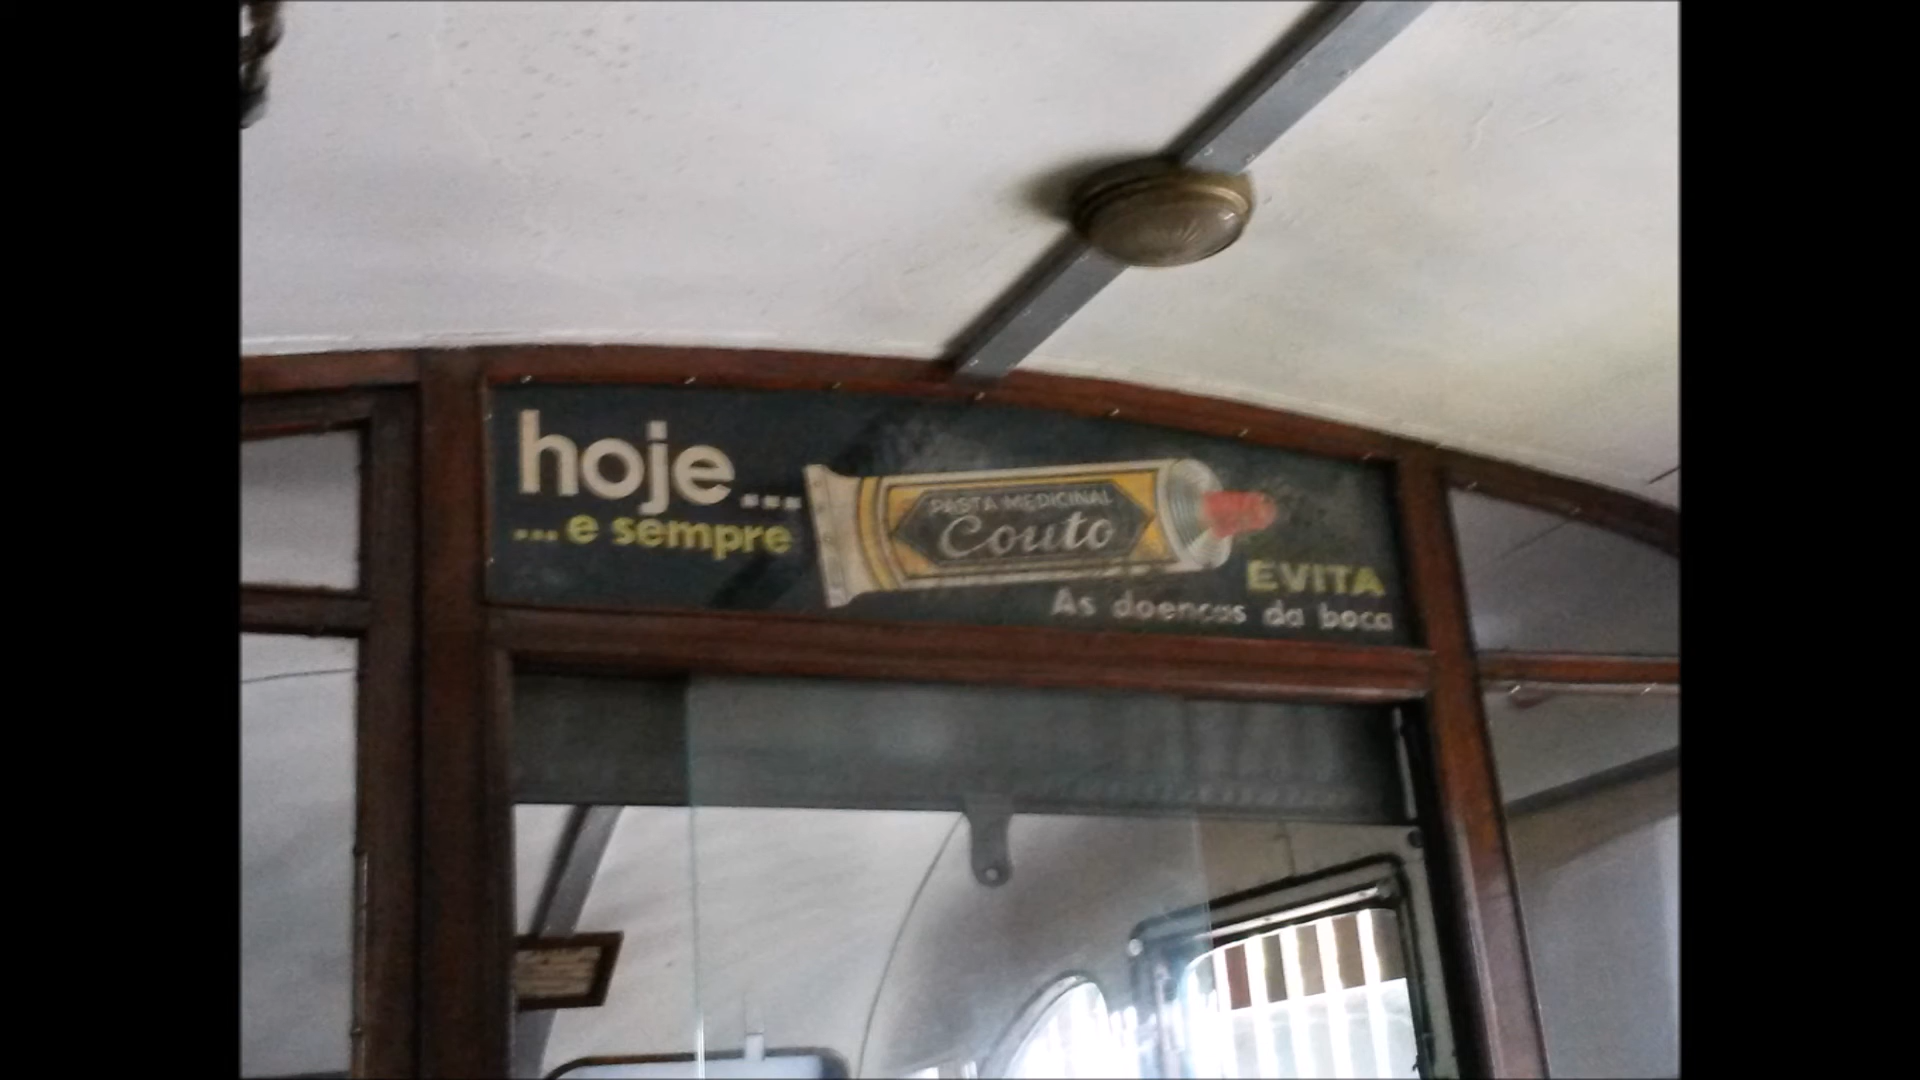 hoje...
...e sempre
PASTA MEDICINAL
Couto
EVITA
As doenças da boca